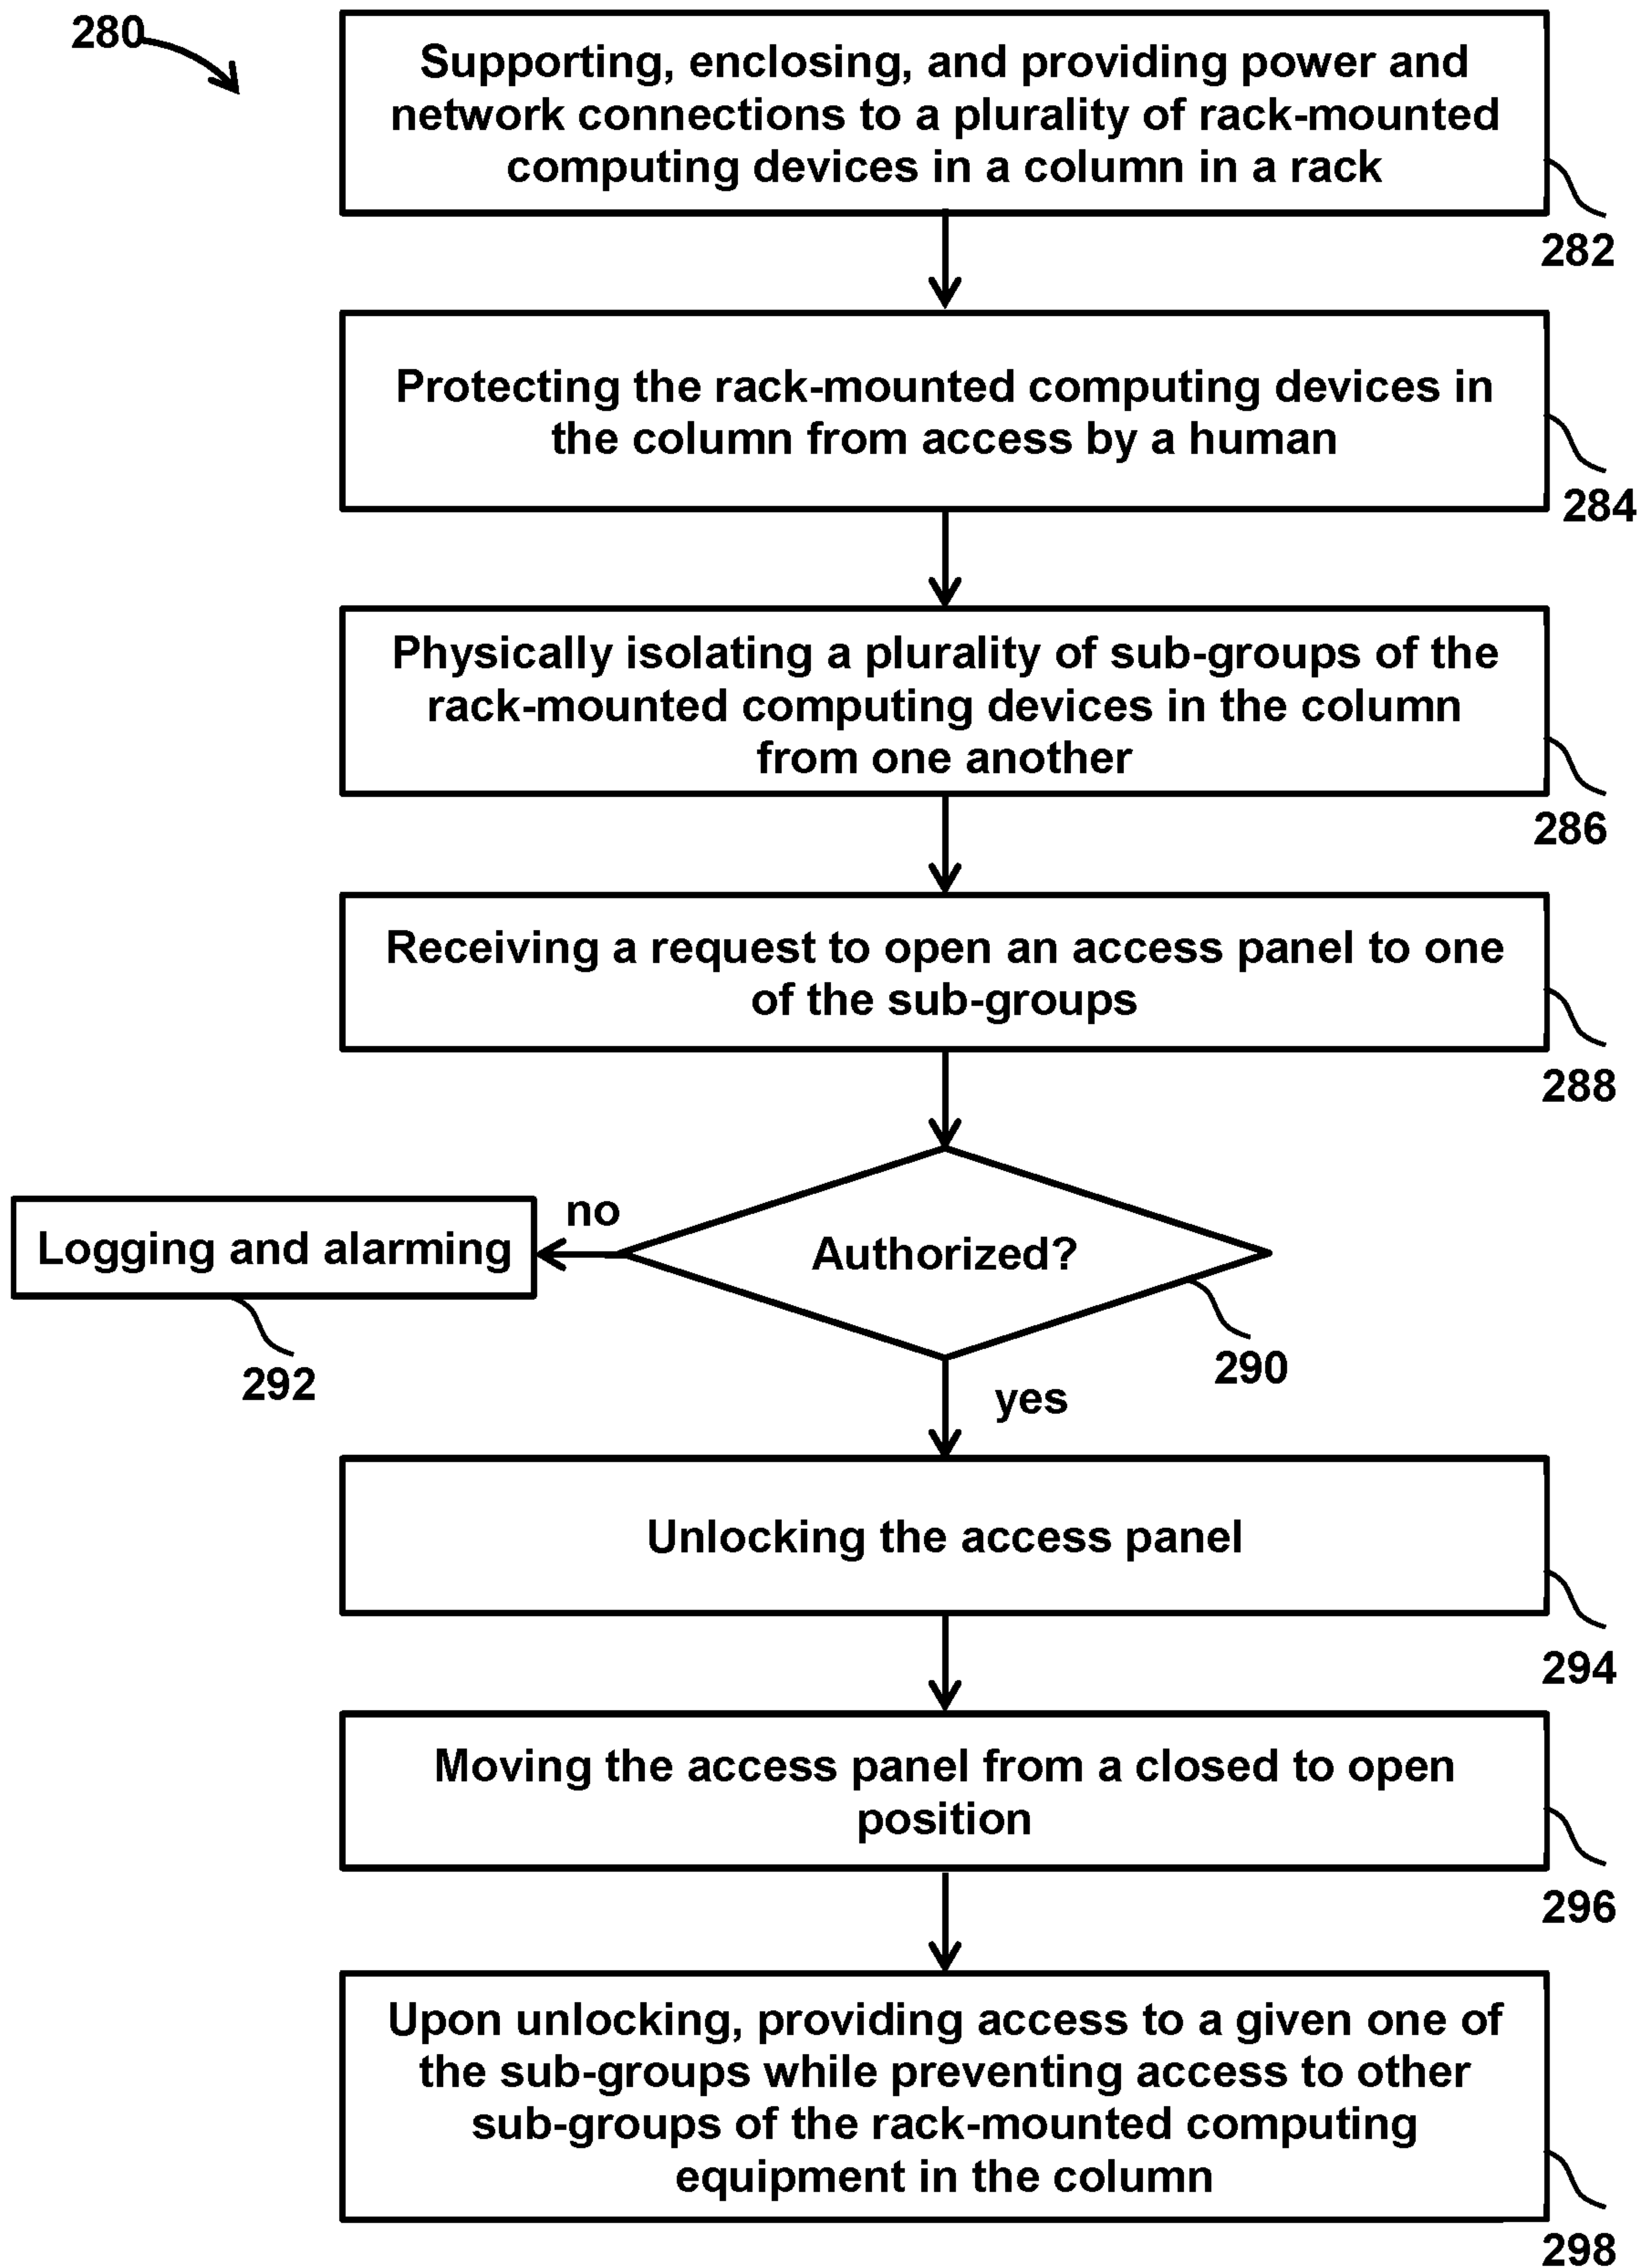 280
Supporting, enclosing, and providing power and
network connections to a plurality of rack-mounted
computing devices in a column in a rack
282
Protecting the rack-mounted computing devices in
the column from access by a human
284
Physically isolating a plurality of sub-groups of the
rack-mounted computing devices in the column
from one another
286
Receiving a request to open an access panel to one
of the sub-groups
288
Authorized?
290
no
Logging and alarming
292
yes
Unlocking the access panel
294
Moving the access panel from a closed to open
position
296
Upon unlocking, providing access to a given one of
the sub-groups while preventing access to other
sub-groups of the rack-mounted computing
equipment in the column
298